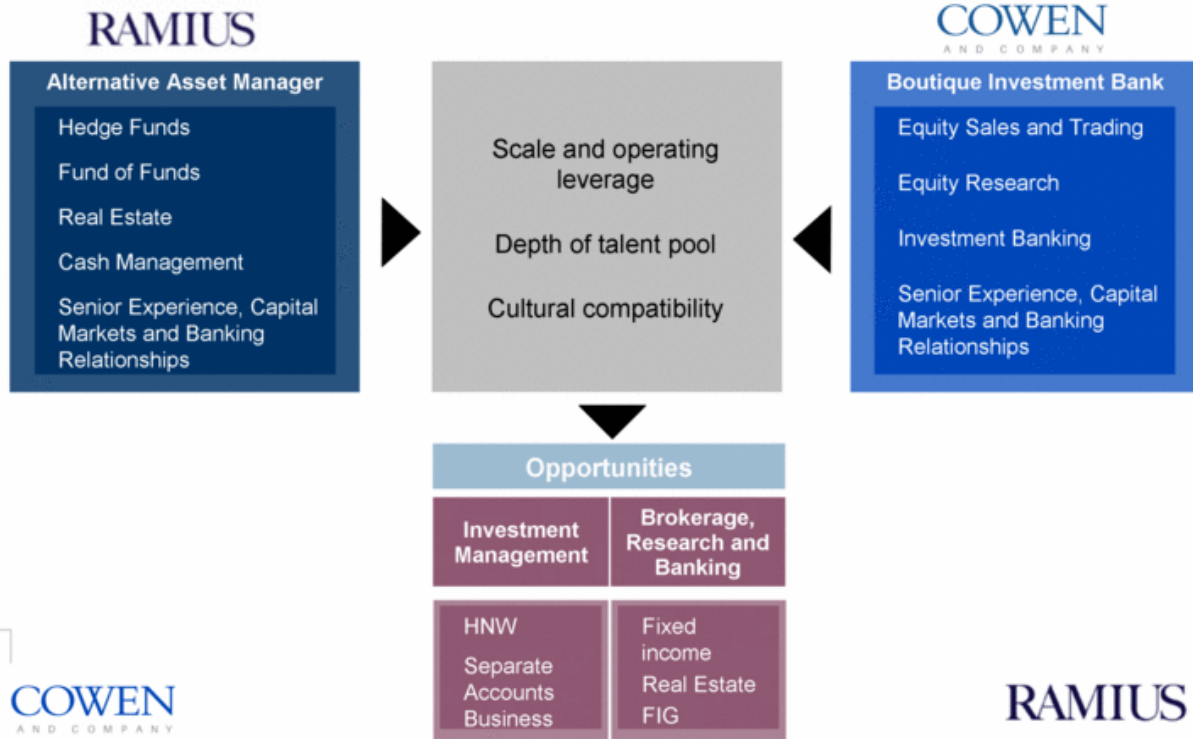 RAMIUS
Alternative Asset Manager
Hedge Funds
Fund of Funds
Real Estate
Cash Management
Senior Experience, Capital
Markets and Banking
Relationships
Scale and operating
leverage
Depth of talent pool
Cultural compatibility
COWEN
AND COMPANY
Boutique Investment Bank
Equity Sales and Trading
Equity Research
Investment Banking
Senior Experience, Capital
Markets and Banking
Relationships
Opportunities
Investment
Management
HNW
Separate
Accounts
Business
Brokerage,
Research and
Banking
Fixed
income
Real Estate
FIG
COWEN
AND COMPANY
RAMIUS